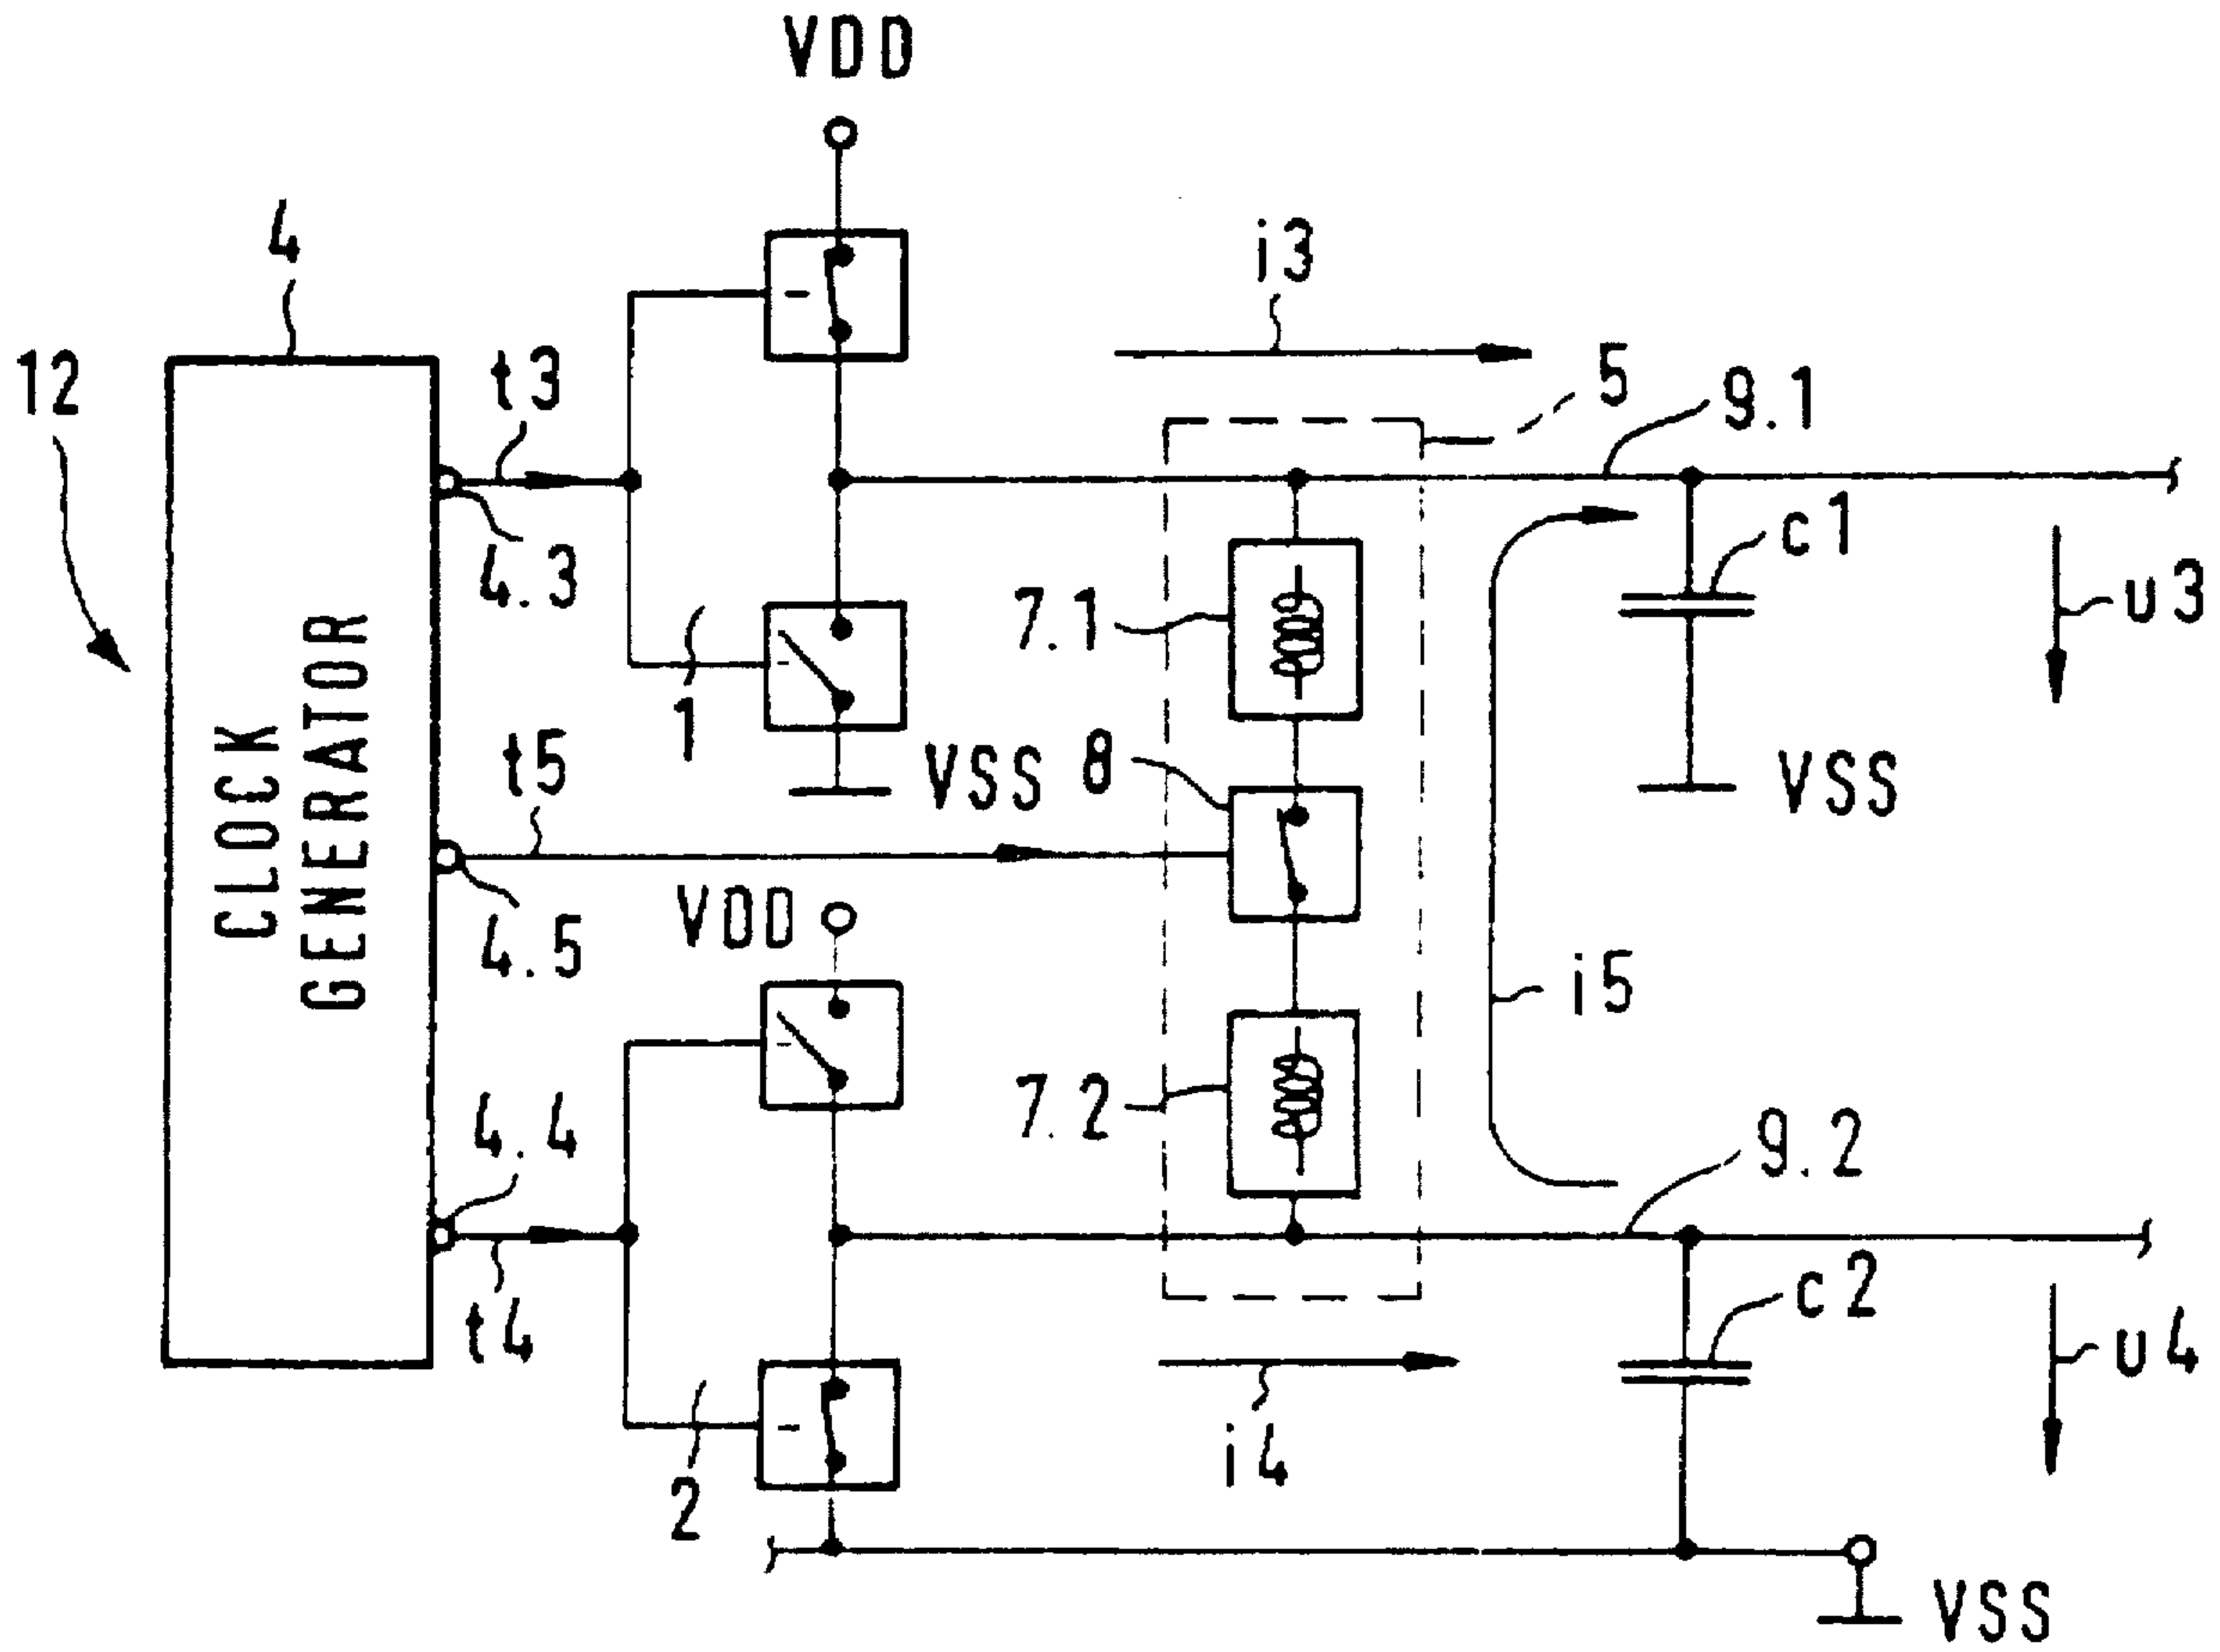 VDD
4
i3
12
t3
5
9.1
4.3
c1
7.1
u3
CLOCK
GENERATOR
1
t5
VSS
8
VSS
VDD
4.5
i5
4.4
7.2
9.2
t4
c2
u4
i4
2
VSS